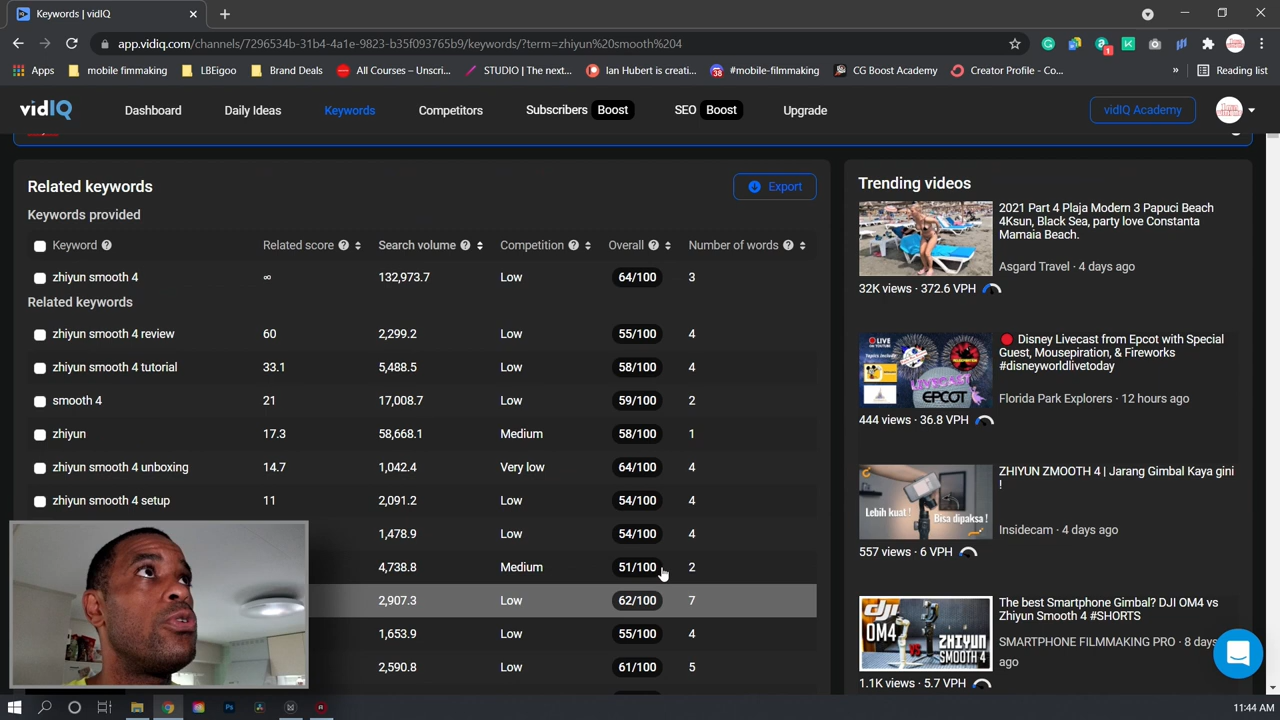 Keywords | vidIQ
app.vidiq.com/channels/7296534b-31b4-4a1e-9823-b35f093765b9/keywords/?term=zhiyun%20smooth%204
Apps mobile fimmaking LBEigoo Brand Deals All Courses – Unscri... STUDIO | The next... Ian Hubert is creati... #mobile-filmmaking CG Boost Academy Creator Profile - Co... » Reading list
vidIQ Dashboard Daily Ideas Keywords Competitors Subscribers Boost SEO Boost Upgrade vidIQ Academy
Related keywords Export
Keywords provided
Keyword Related score Search volume Competition Overall Number of words
zhiyun smooth 4 ∞ 132,973.7 Low 64/100 3
Related keywords
zhiyun smooth 4 review 60 2,299.2 Low 55/100 4
zhiyun smooth 4 tutorial 33.1 5,488.5 Low 58/100 4
smooth 4 21 17,008.7 Low 59/100 2
zhiyun 17.3 58,668.1 Medium 58/100 1
zhiyun smooth 4 unboxing 14.7 1,042.4 Very low 64/100 4
zhiyun smooth 4 setup 11 2,091.2 Low 54/100 4
1,478.9 Low 54/100 4
4,738.8 Medium 51/100 2
2,907.3 Low 62/100 7
1,653.9 Low 55/100 4
2,590.8 Low 61/100 5
Trending videos
2021 Part 4 Plaja Modern 3 Papuci Beach
4Ksun, Black Sea, party love Constanta
Mamaia Beach.
Asgard Travel · 4 days ago
32K views · 372.6 VPH
Disney Livecast from Epcot with Special
Guest, Mousepiration, & Fireworks
#disneyworldlivetoday
Florida Park Explorers · 12 hours ago
EPCOT
444 views · 36.8 VPH
ZHIYUN ZMOOTH 4 | Jarang Gimbal Kaya gini
!
Lebih kuat !
Bisa dipaksa !
Insidecam · 4 days ago
557 views · 6 VPH
The best Smartphone Gimbal? DJI OM4 vs
Zhiyun Smooth 4 #SHORTS
SMARTPHONE FILMMAKING PRO · 8 days
ago
dji
OM4
VS
ZHIYUN
SMOOTH 4
1.1K views · 5.7 VPH
11:44 AM